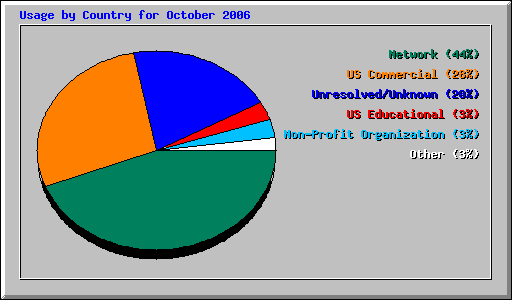 Usage by Country for October 2006
Network (44%)
US Commercial (28%)
Unresolved/Unknown (20%)
US Educational (3%)
Non-Profit Organization (3%)
Other (3%)